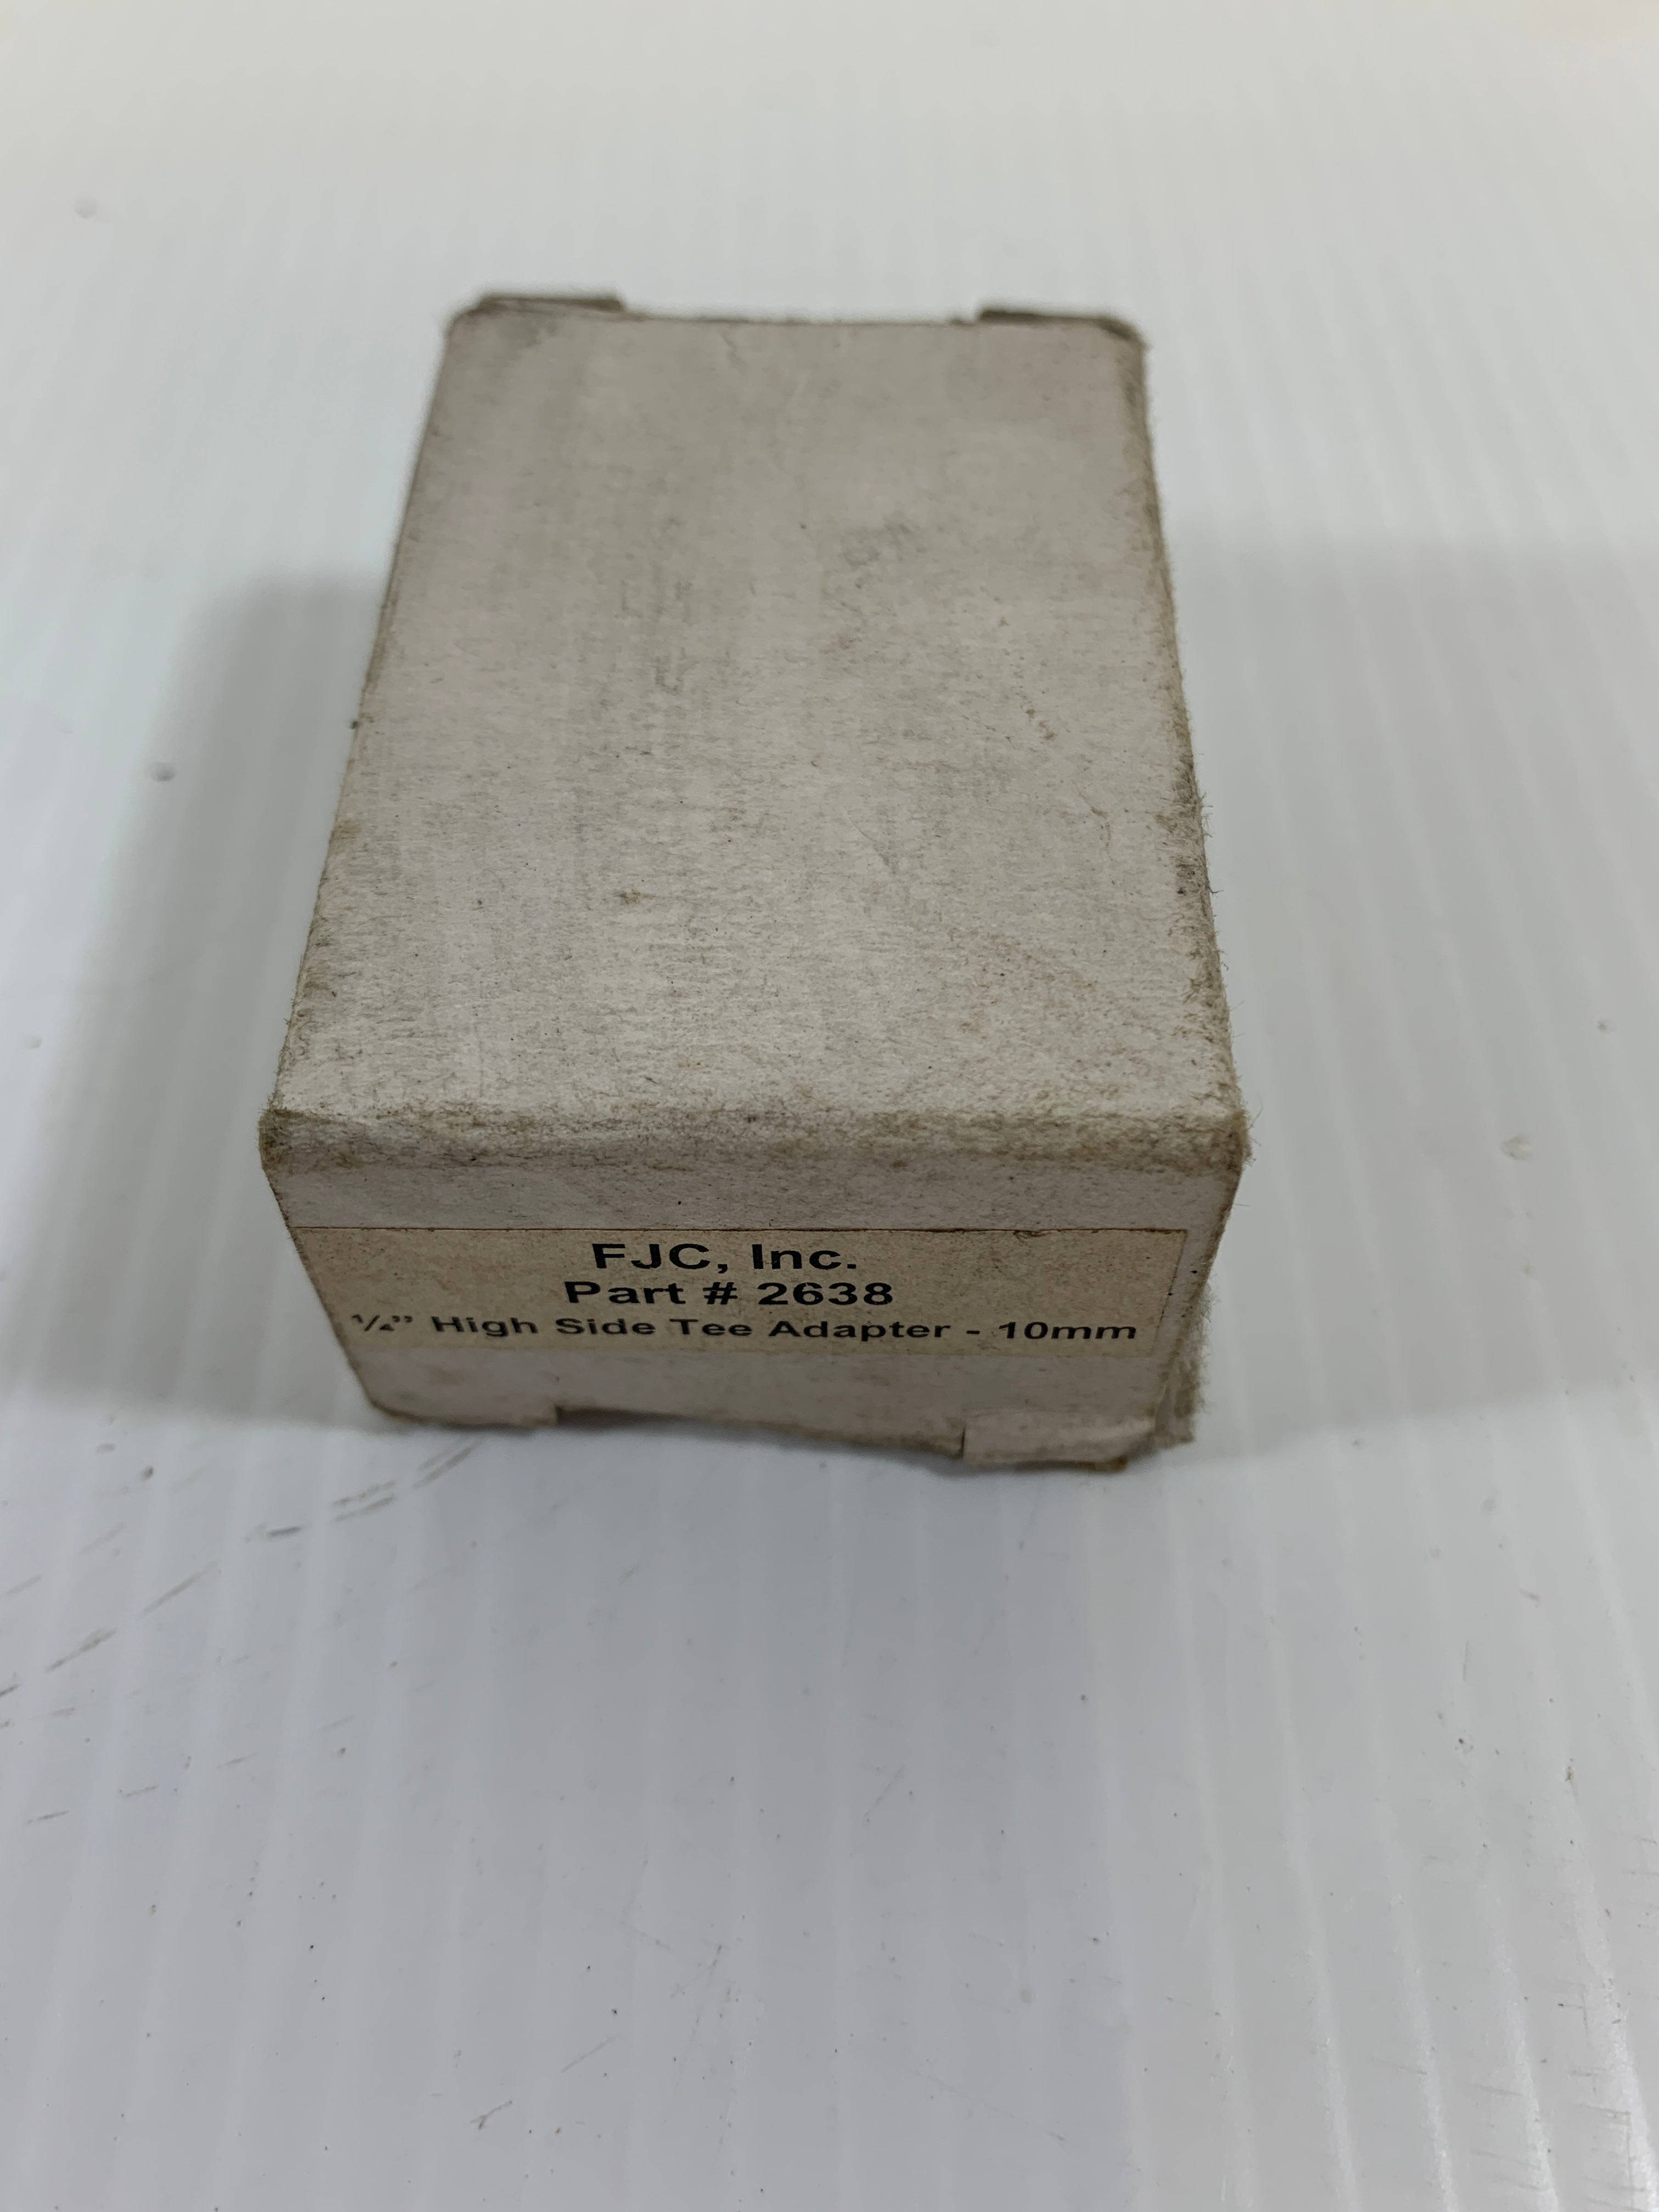 FJC, Inc.
Part # 2638
¼” High Side Tee Adapter - 10mm